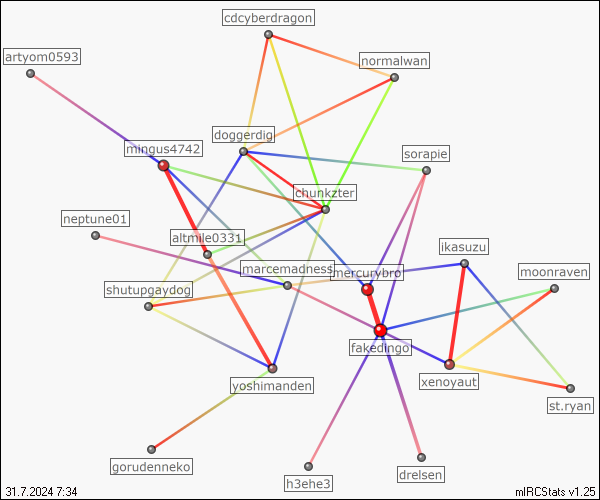 cdcyberdragon
artyom0593
normalwan
doggerdig
mingus4742
sorapie
chunkzter
neptune01
altmile0331
ikasuzu
marcemadness
mercurybro
moonraven
shutupgaydog
fakedingo
xenoyaut
yoshimanden
st.ryan
gorudenneko
drelsen
h3ehe3
31.7.2024 7:34
mIRCStats v1.25